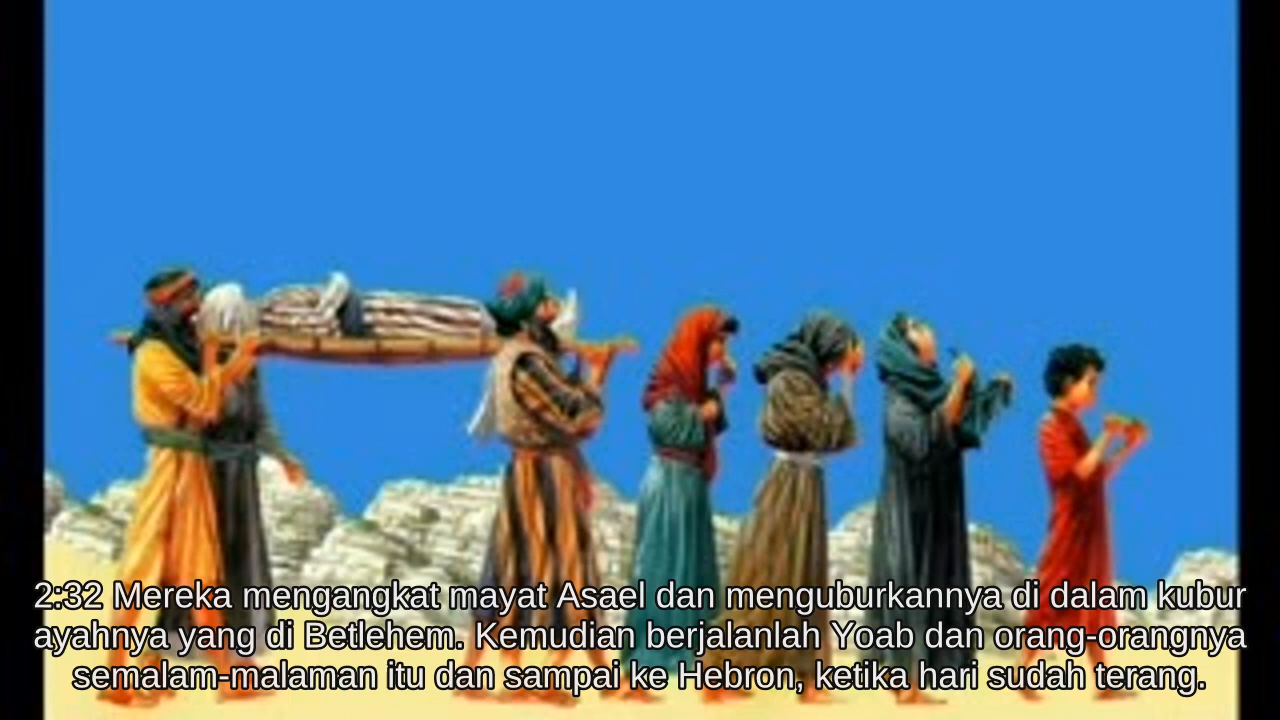 2:32 Mereka mengangkat mayat Asael dan menguburkannya di dalam kubur
ayahnya yang di Betlehem. Kemudian berjalanlah Yoab dan orang-orangnya
semalam-malaman itu dan sampai ke Hebron, ketika hari sudah terang.